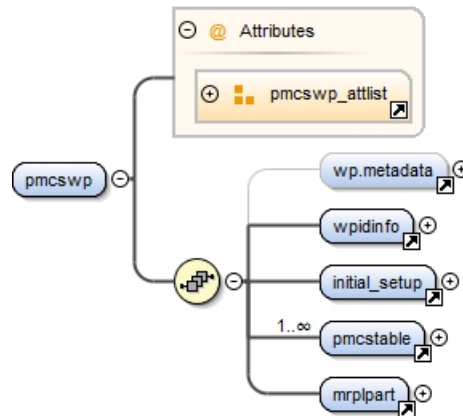 @ Attributes
pmcswp_attlist
pmcswp
wp.metadata
wpidinfo
initial_setup
1..∞
pmcstable
mrplpart